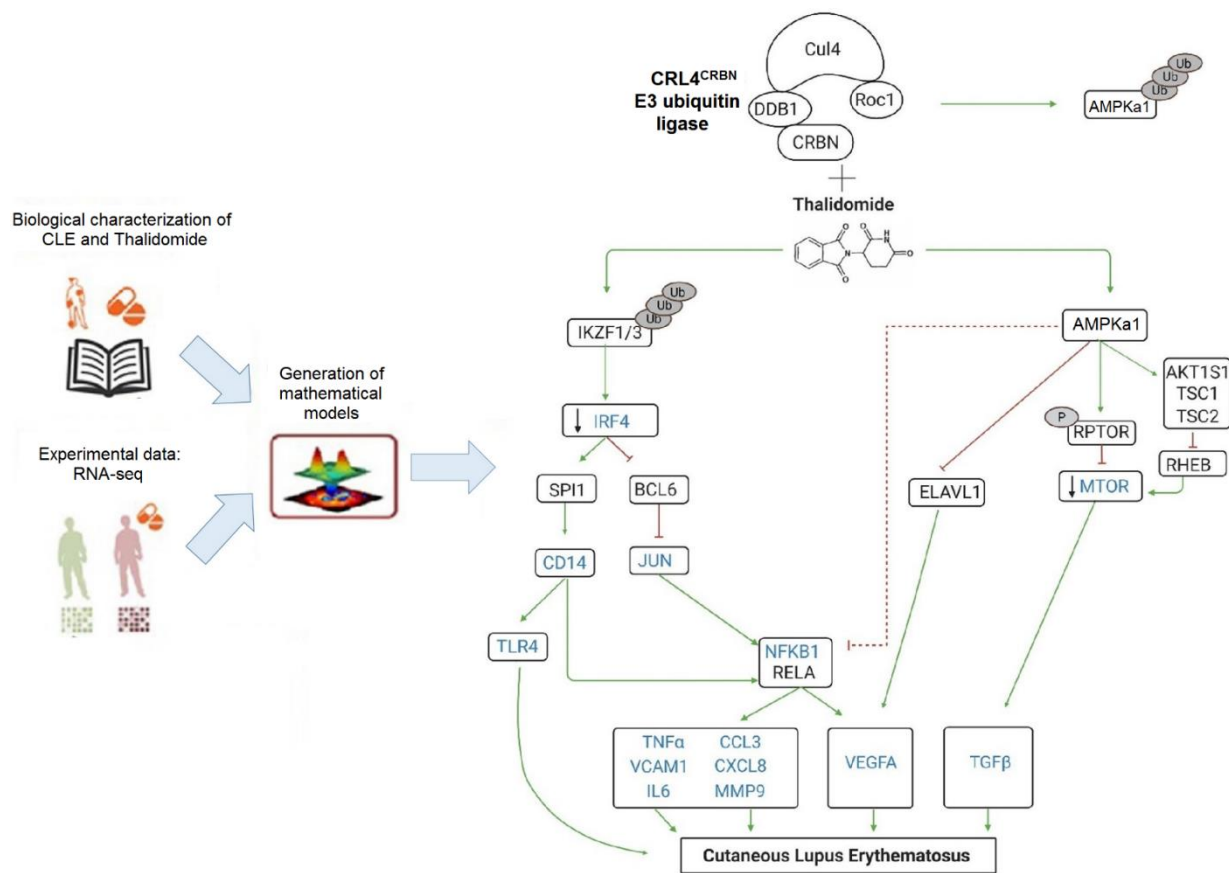 Cul4
CRL4CRBN
E3 ubiquitin
ligase
DDB1
Roc1
CRBN
Ub
Ub
Ub
AMPKa1
Thalidomide
O
O
NH
N
O
O
Biological characterization of
CLE and Thalidomide
Experimental data:
RNA-seq
Generation of
mathematical
models
Ub
Ub
Ub
IKZF1/3
↓ IRF4
SPI1
BCL6
CD14
JUN
TLR4
NFKB1
RELA
AMPKa1
AKT1S1
TSC1
TSC2
P
RPTOR
RHEB
ELAVL1
↓ MTOR
TNFα CCL3
VCAM1 CXCL8
IL6 MMP9
VEGFA
TGFβ
Cutaneous Lupus Erythematosus